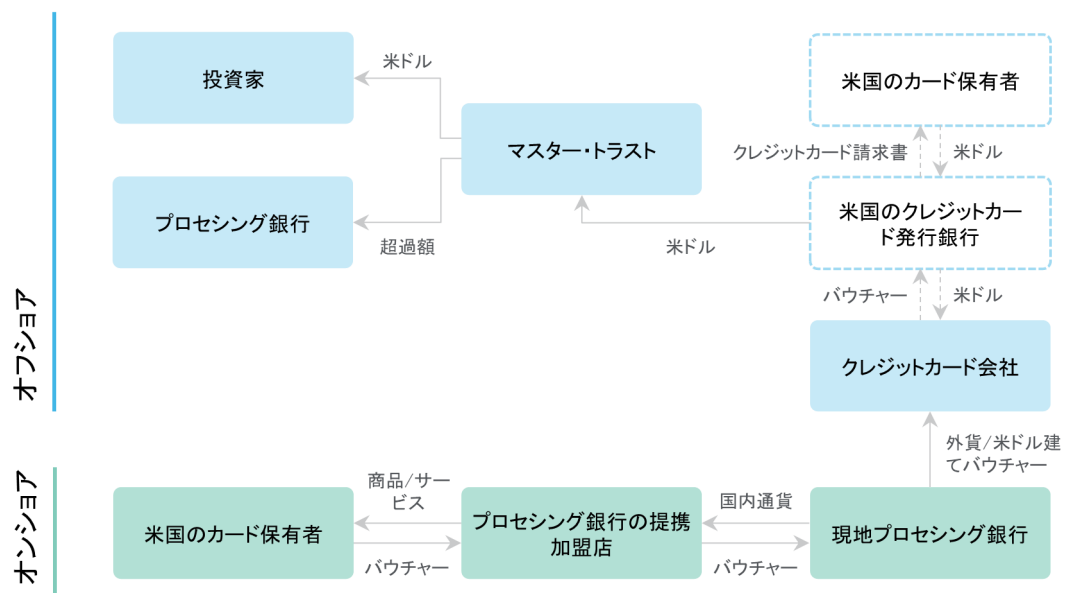 オフショア
投資家
米ドル
マスター・トラスト
米国のカード保有者
クレジットカード請求書
米ドル
プロセシング銀行
超過額
米ドル
米国のクレジットカー
ド発行銀行
バウチャー
米ドル
クレジットカード会社
外貨/米ドル建
てバウチャー
オンショア
米国のカード保有者
商品/サー
ビス
バウチャー
プロセシング銀行の提携
加盟店
国内通貨
バウチャー
現地プロセシング銀行